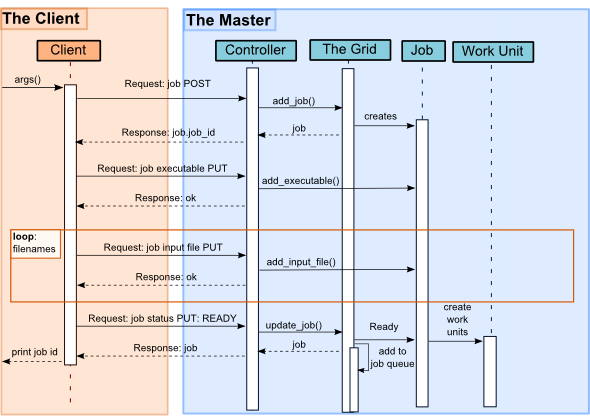 The Client
The Master
Client
Controller
The Grid
Job
Work Unit
args()
Request: job POST
add_job()
creates
Response: job.job_id
job
Request: job executable PUT
add_executable()
Response: ok
loop:
filenames
Request: job input file PUT
add_input_file()
Response: ok
Request: job status PUT: READY
update_job()
Ready
create
work
units
print job id
Response: job
job
add to
job queue